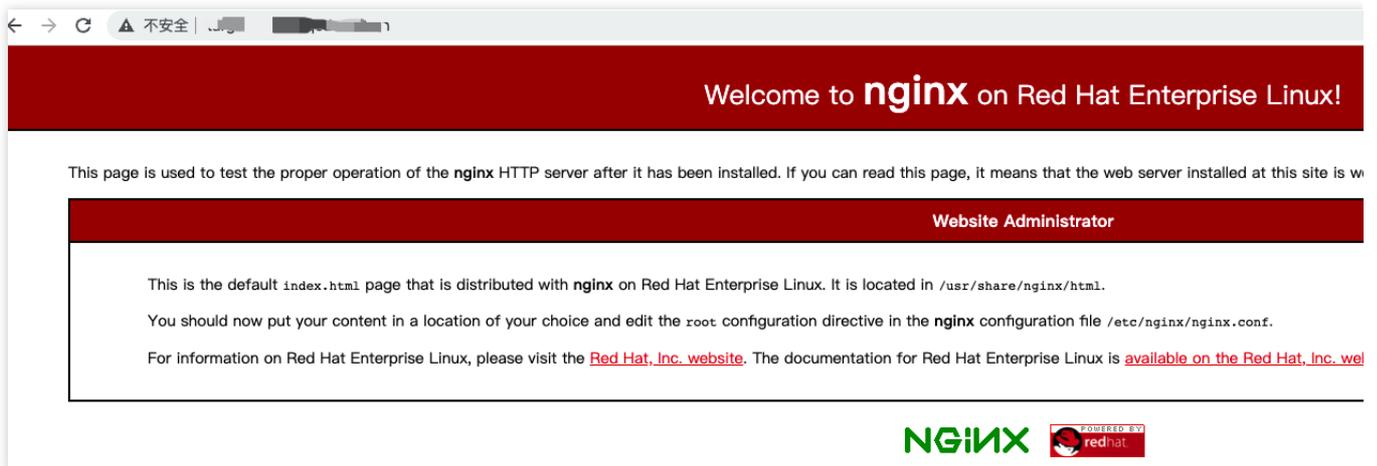 不安全
Welcome to nginx on Red Hat Enterprise Linux!
This page is used to test the proper operation of the nginx HTTP server after it has been installed. If you can read this page, it means that the web server installed at this site is
Website Administrator
This is the default index.html page that is distributed with nginx on Red Hat Enterprise Linux. It is located in /usr/share/nginx/html.
You should now put your content in a location of your choice and edit the root configuration directive in the nginx configuration file /etc/nginx/nginx.conf.
For information on Red Hat Enterprise Linux, please visit the Red Hat, Inc. website. The documentation for Red Hat Enterprise Linux is available on the Red Hat, Inc.
NGINX
POWERED BY
redhat